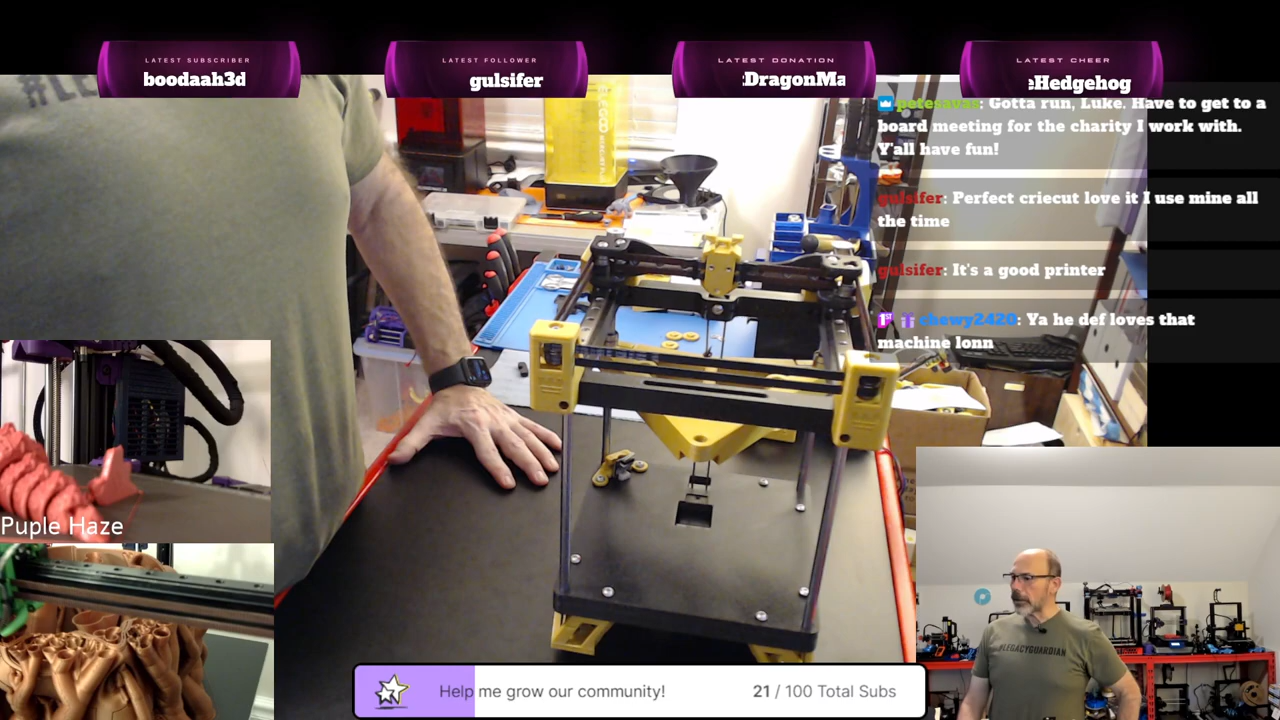 LATEST SUBSCRIBER
boodaah3d
LATEST FOLLOWER
gulsifer
LATEST DONATION
DragonMa
LATEST CHEER
eHedgehog
petesavas: Gotta run, Luke. Have to get to a
board meeting for the charity I work with.
Y'all have fun!
gulsifer: Perfect criecut love it I use mine all
the time
gulsifer: It's a good printer
1ST chewy2420: Ya he def loves that
machine lonn
Puple Haze
#LEGACYGUARDIAN
Help me grow our community!
21 / 100 Total Subs